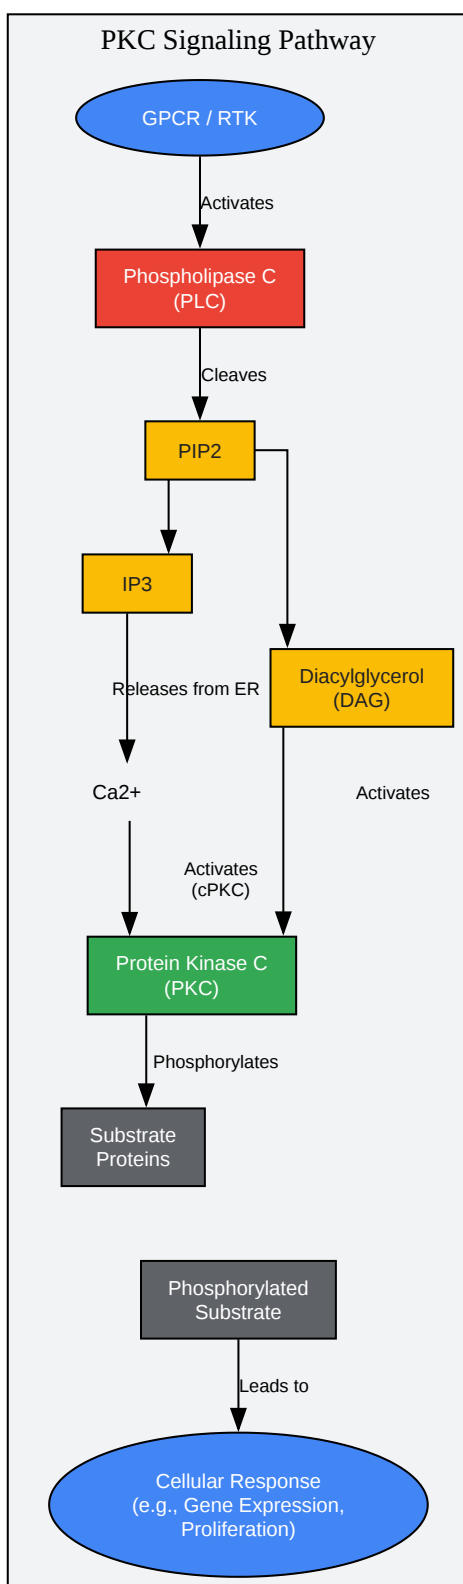 PKC Signaling Pathway
GPCR / RTK
Activates
Phospholipase C
(PLC)
Cleaves
PIP2
IP3
Diacylglycerol
(DAG)
Releases from ER
Ca2+
Activates
Activates
(cPKC)
Protein Kinase C
(PKC)
Phosphorylates
Substrate
Proteins
Phosphorylated
Substrate
Leads to
Cellular Response
(e.g., Gene Expression,
Proliferation)